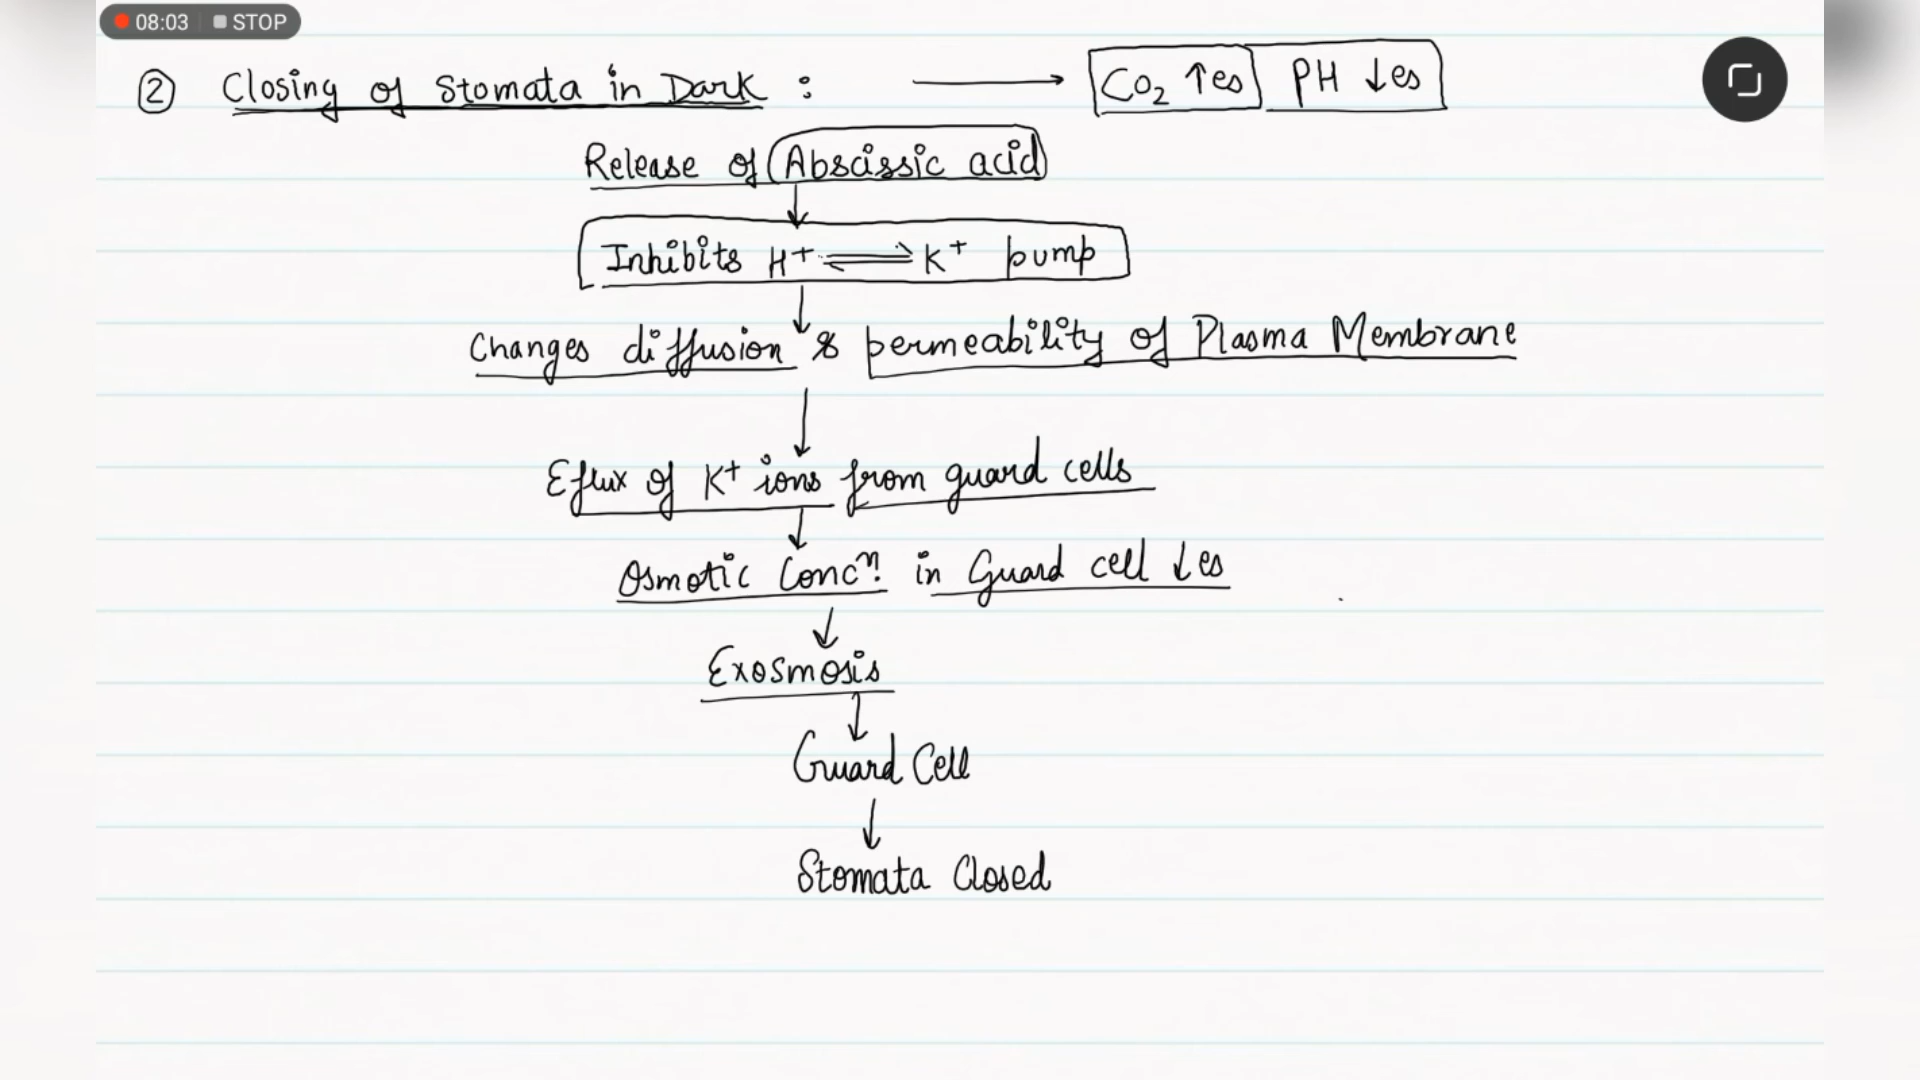 08:03 STOP
② Closing of Stomata in Dark : → CO₂ ↑es PH ↓es
Release of Abscissic acid
↓
Inhibits H⁺ ⇌ K⁺ pump
↓
Changes diffusion & permeability of Plasma Membrane
↓
Eflux of K⁺ ions from guard cells
↓
Osmotic Concⁿ. in Guard cell ↓es
↓
Exosmosis
↓
Guard Cell
↓
Stomata Closed